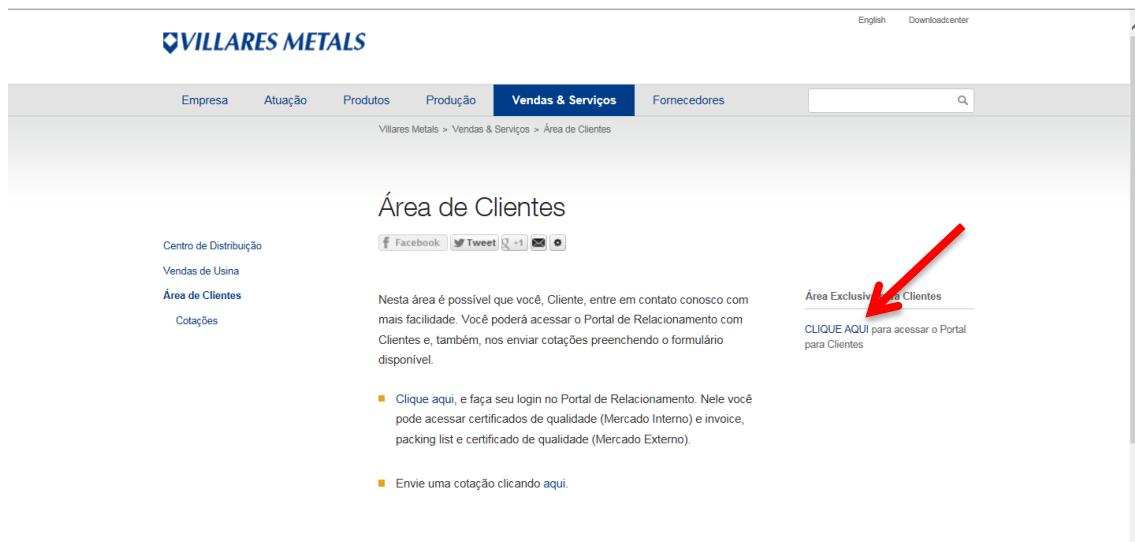 English Downloadcenter
VILLARES METALS
Empresa Atuação Produtos Produção Vendas & Serviços Fornecedores
Villares Metals > Vendas & Serviços > Área de Clientes
Área de Clientes
Facebook Tweet +1
Centro de Distribuição
Vendas de Usina
Área de Clientes
Cotações
Nesta área é possível que você, Cliente, entre em contato conosco com
mais facilidade. Você poderá acessar o Portal de Relacionamento com
Clientes e, também, nos enviar cotações preenchendo o formulário
disponível.
Clique aqui, e faça seu login no Portal de Relacionamento. Nele você
pode acessar certificados de qualidade (Mercado Interno) e invoice,
packing list e certificado de qualidade (Mercado Externo).
Envie uma cotação clicando aqui.
Área Exclusiva para Clientes
CLIQUE AQUI para acessar o Portal
para Clientes